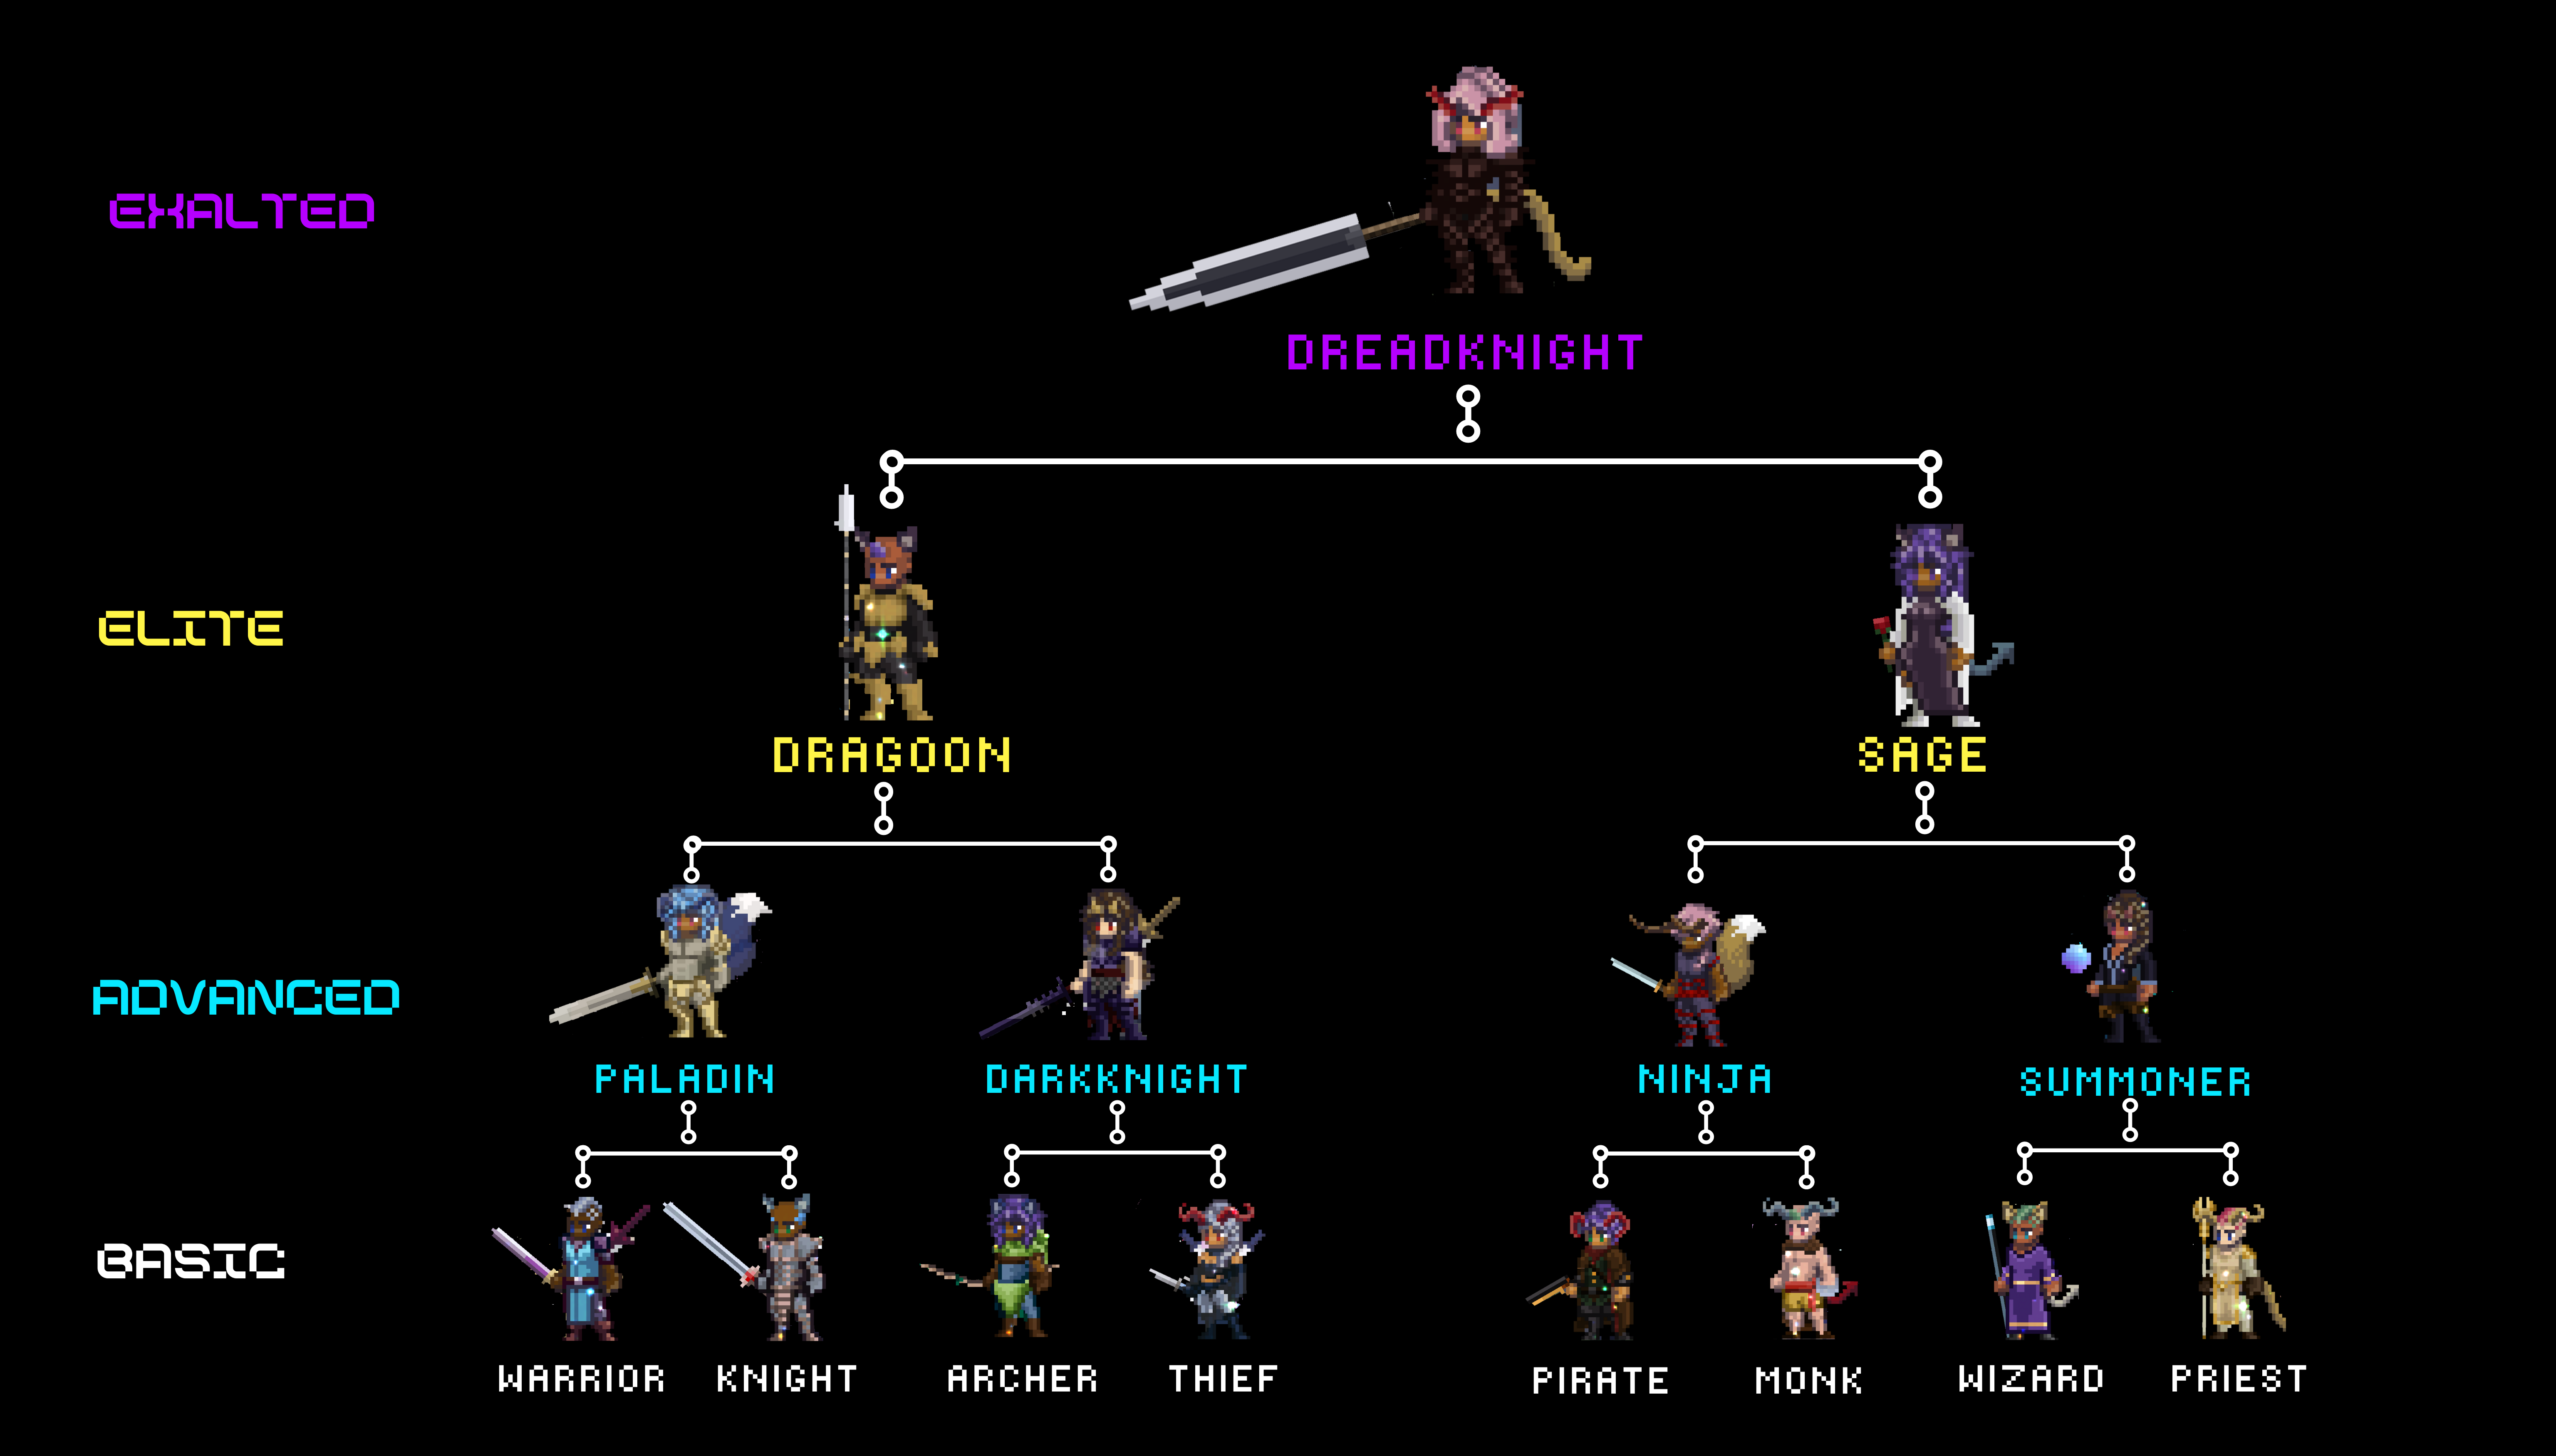 EXALTED
DREADKNIGHT
ELITE
DRAGOON SAGE
ADVANCED
PALADIN DARKKNIGHT NINJA SUMMONER
BASIC
WARRIOR KNIGHT ARCHER THIEF PIRATE MONK WIZARD PRIEST